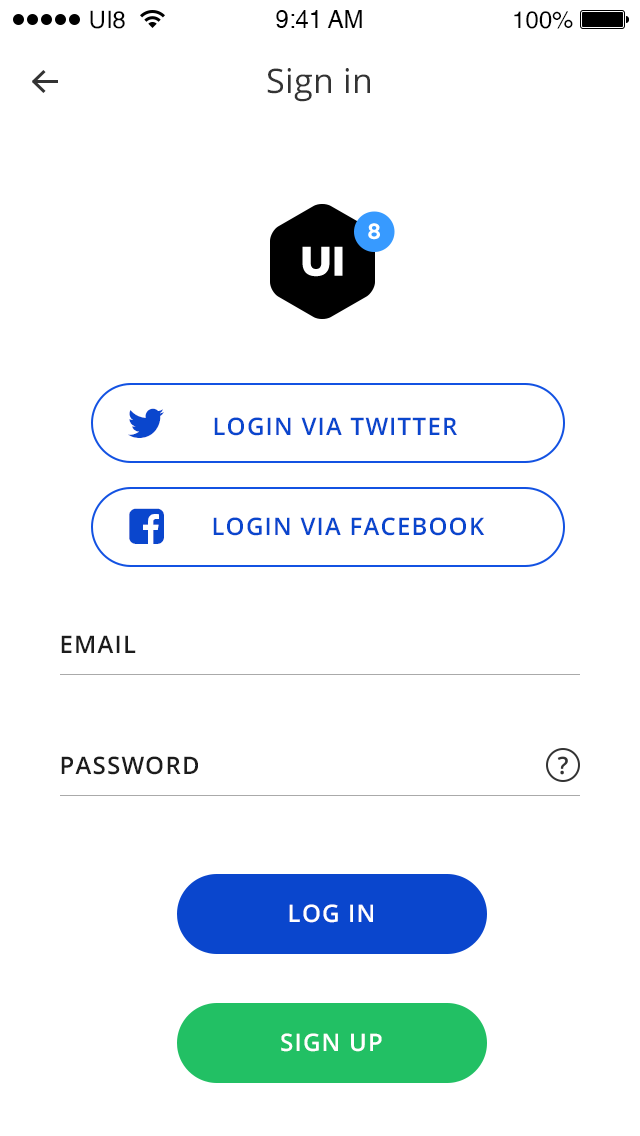 UI8 9:41 AM 100%
Sign in
UI 8
LOGIN VIA TWITTER
LOGIN VIA FACEBOOK
EMAIL
PASSWORD ?
LOG IN
SIGN UP